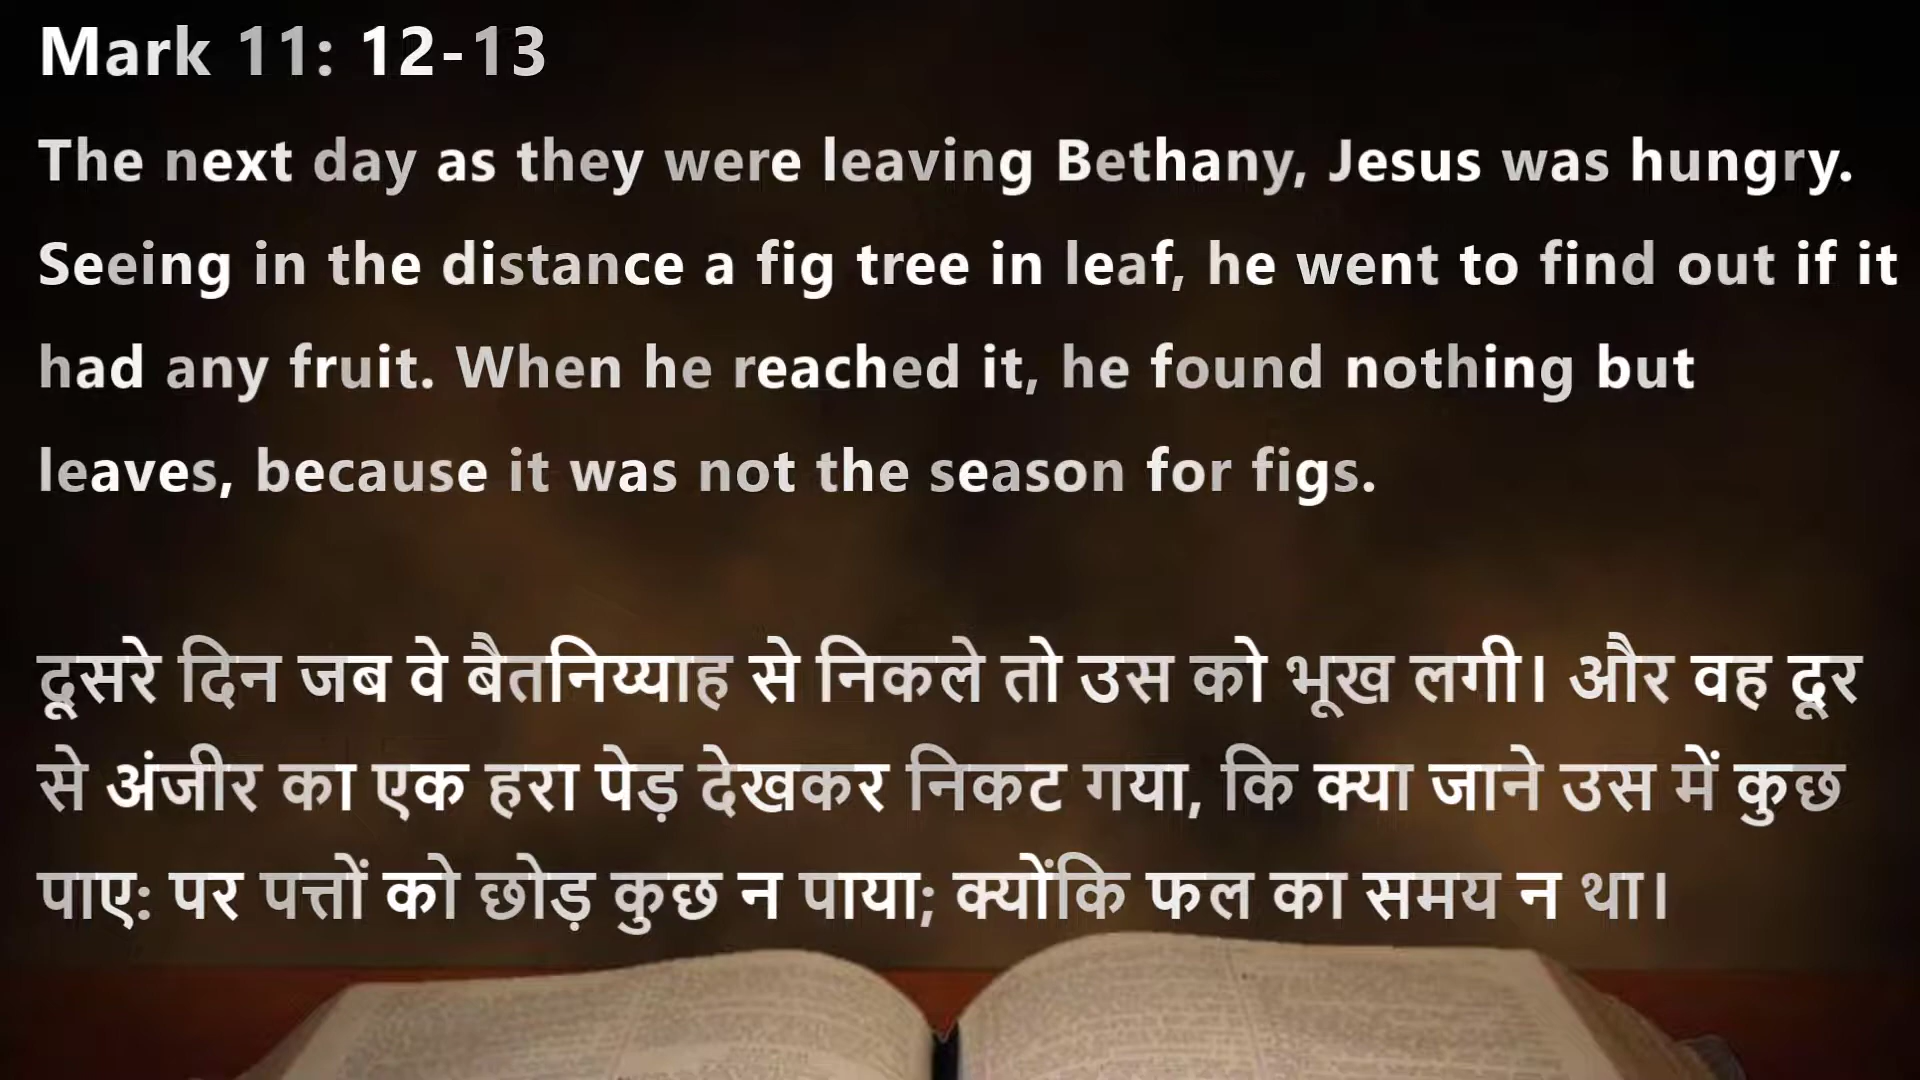 Mark 11: 12-13
The next day as they were leaving Bethany, Jesus was hungry.
Seeing in the distance a fig tree in leaf, he went to find out if it
had any fruit. When he reached it, he found nothing but
leaves, because it was not the season for figs.
दूसरे दिन जब वे बैतनिय्याह से निकले तो उस को भूख लगी। और वह दूर
से अंजीर का एक हरा पेड़ देखकर निकट गया, कि क्या जाने उस में कुछ
पाए: पर पत्तों को छोड़ कुछ न पाया; क्योंकि फल का समय न था।